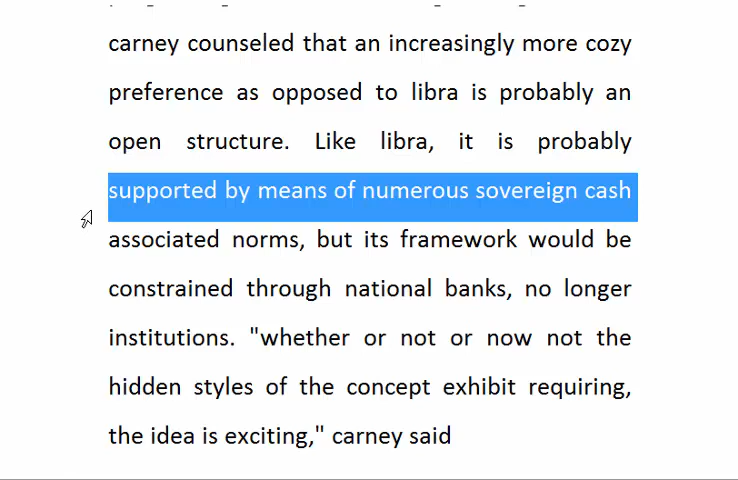 carney counseled that an increasingly more cozy
preference as opposed to libra is probably an
open structure. Like libra, it is probably
supported by means of numerous sovereign cash
associated norms, but its framework would be
constrained through national banks, no longer
institutions. "whether or not or now not the
hidden styles of the concept exhibit requiring,
the idea is exciting," carney said